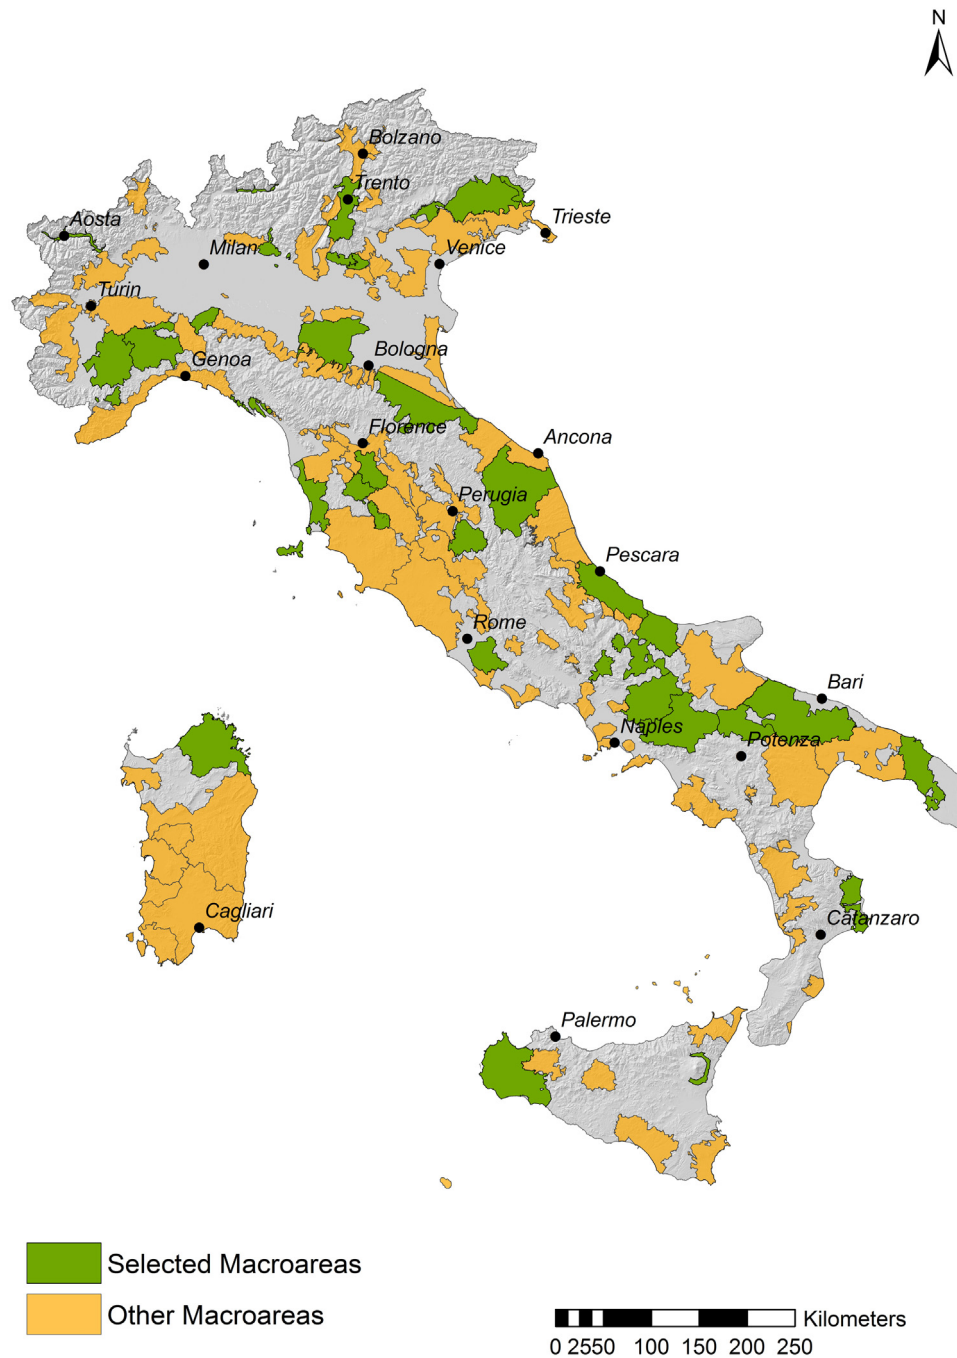 N
Bolzano
Trento
Aosta
Trieste
Milan
Venice
Turin
Genoa
Bologna
Florence
Ancona
Perugia
Pescara
Rome
Bari
Naples
Potenza
Cagliari
Catanzaro
Palermo
Selected Macroareas
Other Macroareas
Kilometers
0 2550 100 150 200 250